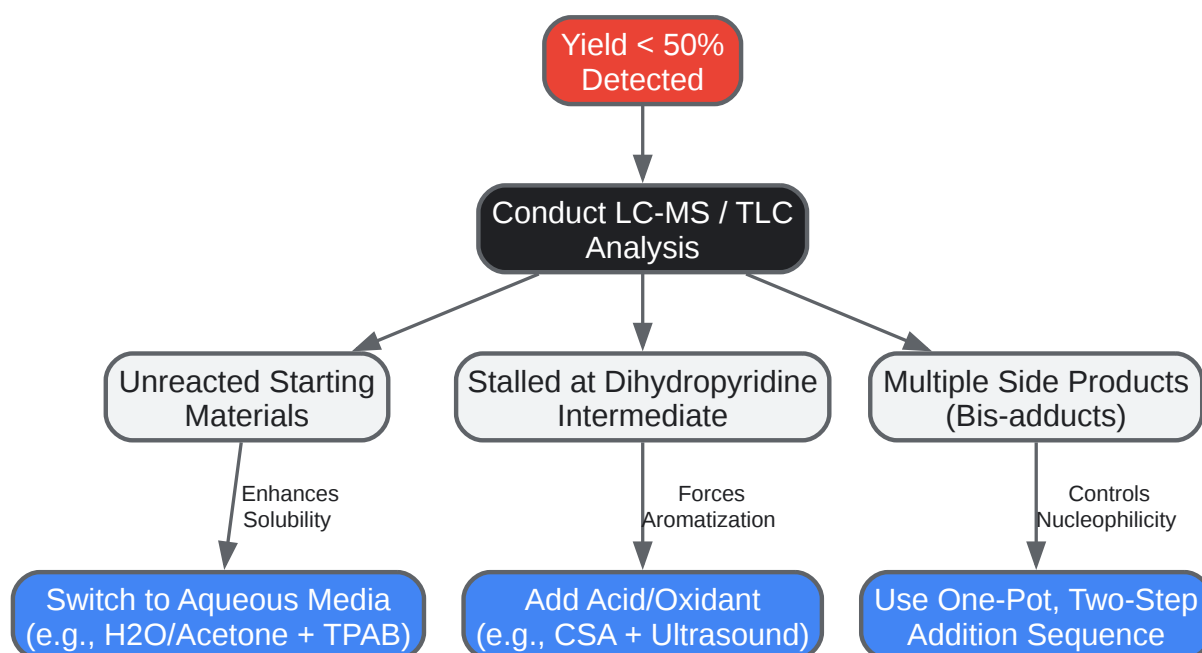 Yield < 50%
Detected
Conduct LC-MS / TLC
Analysis
Unreacted Starting
Materials
Stalled at Dihydropyridine
Intermediate
Multiple Side Products
(Bis-adducts)
Enhances
Solubility
Forces
Aromatization
Controls
Nucleophilicity
Switch to Aqueous Media
(e.g., H2O/Acetone + TPAB)
Add Acid/Oxidant
(e.g., CSA + Ultrasound)
Use One-Pot, Two-Step
Addition Sequence